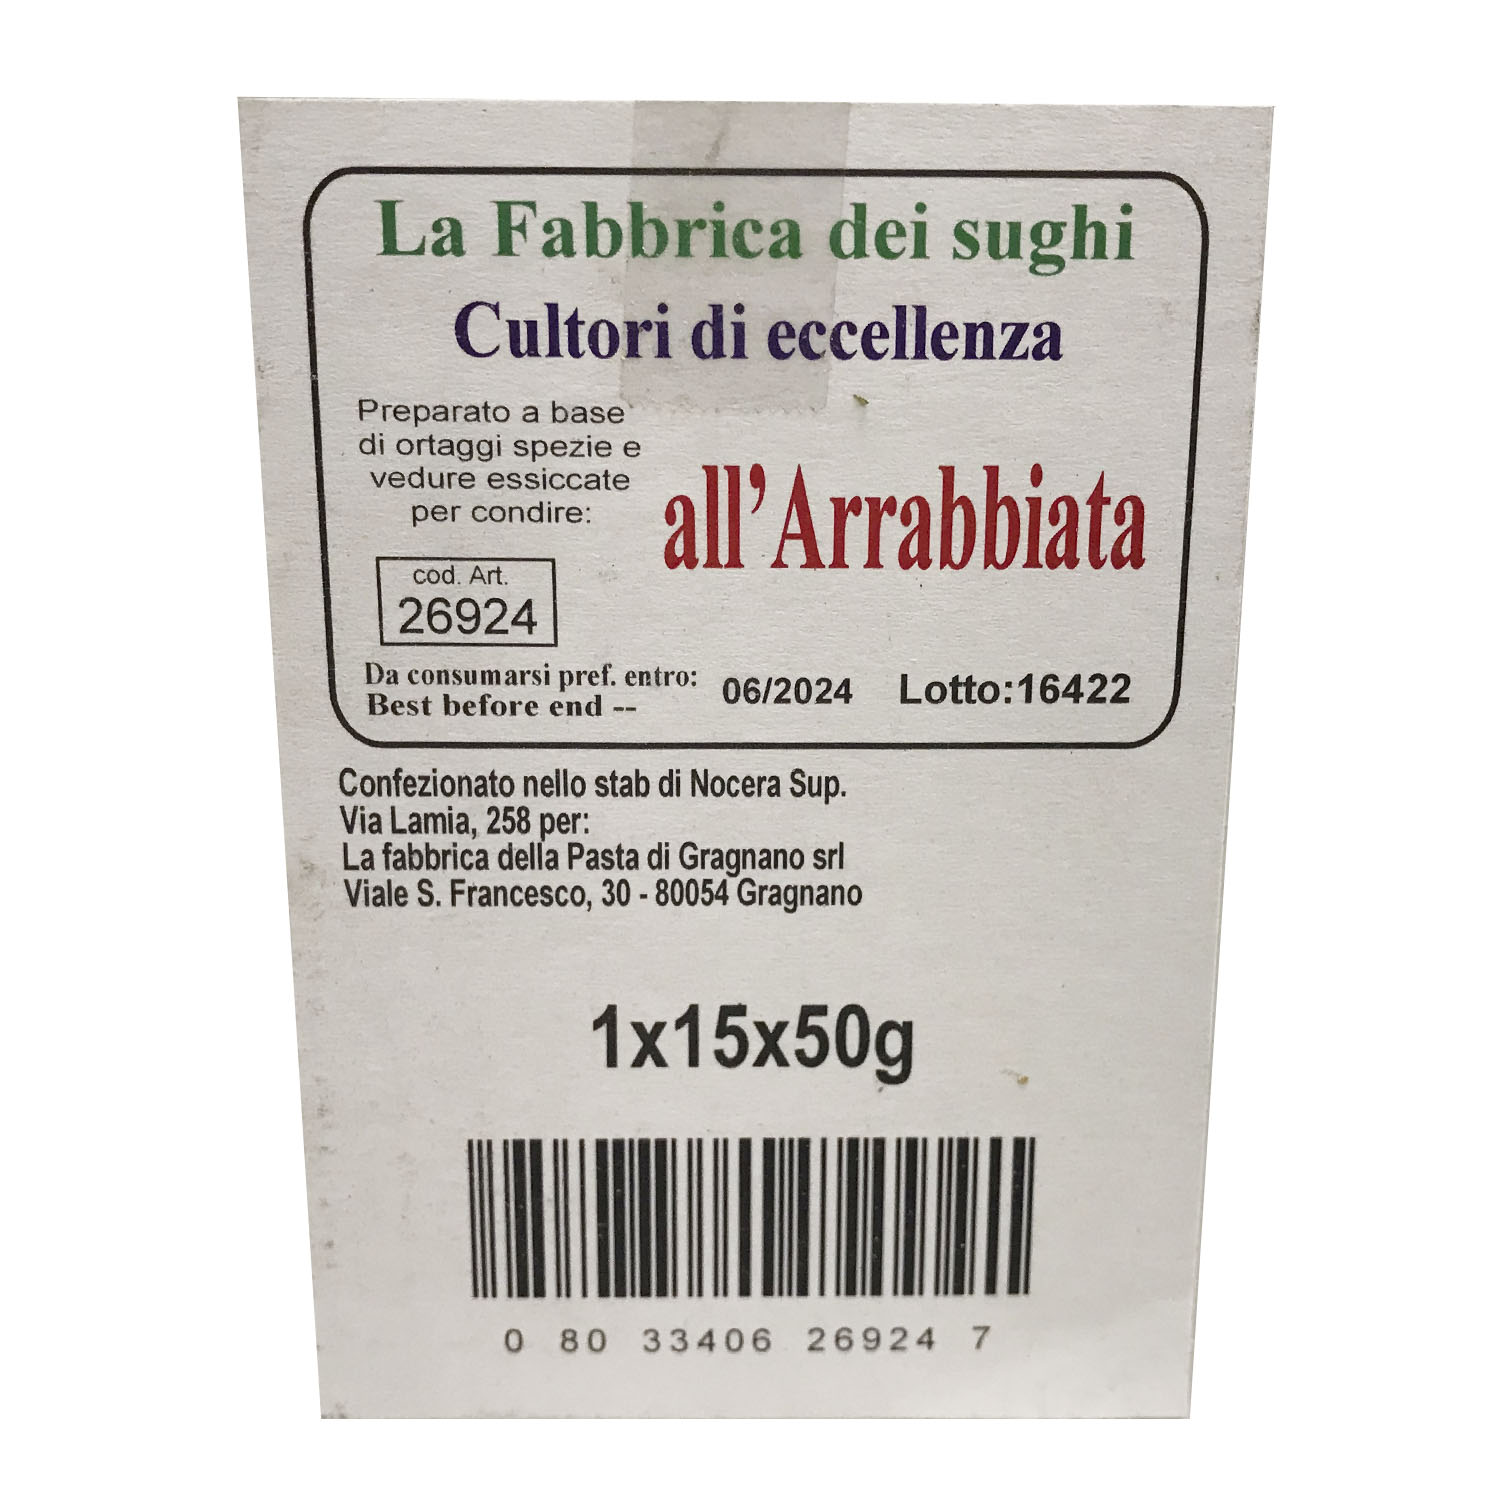 La Fabbrica dei sughi
Cultori di eccellenza
Preparato a base
di ortaggi spezie e
vedure essiccate
per condire:
all'Arrabbiata
cod. Art.
26924
Da consumarsi pref. entro:
Best before end --
06/2024 Lotto:16422
Confezionato nello stab di Nocera Sup.
Via Lamia, 258 per:
La fabbrica della Pasta di Gragnano srl
Viale S. Francesco, 30 - 80054 Gragnano
1x15x50g
0 80 33406 26924 7